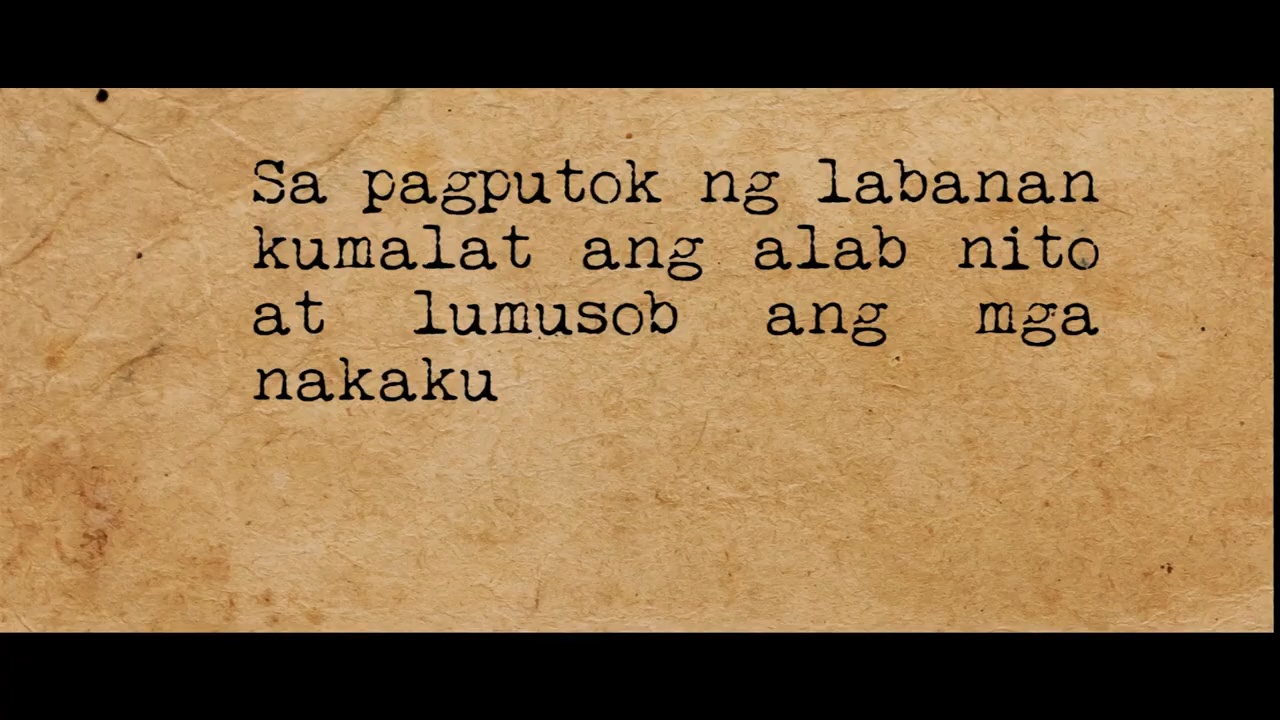 Sa pagputok ng labanan
kumalat ang alab nito
at lumusob ang mga
nakaku